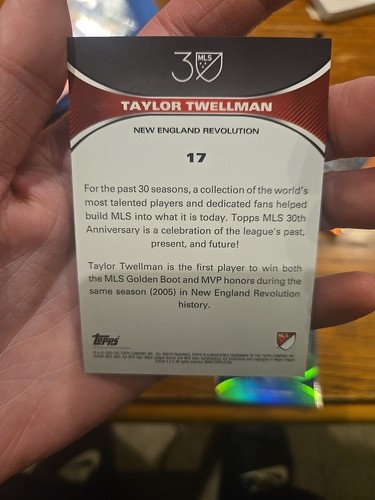 30 MLS
TAYLOR TWELLMAN
NEW ENGLAND REVOLUTION
17
For the past 30 seasons, a collection of the world's
most talented players and dedicated fans helped
build MLS into what it is today. Topps MLS 30th
Anniversary is a celebration of the league's past,
present, and future!
Taylor Twellman is the first player to win both
the MLS Golden Boot and MVP honors during the
same season (2005) in New England Revolution
history.
Topps
MLS